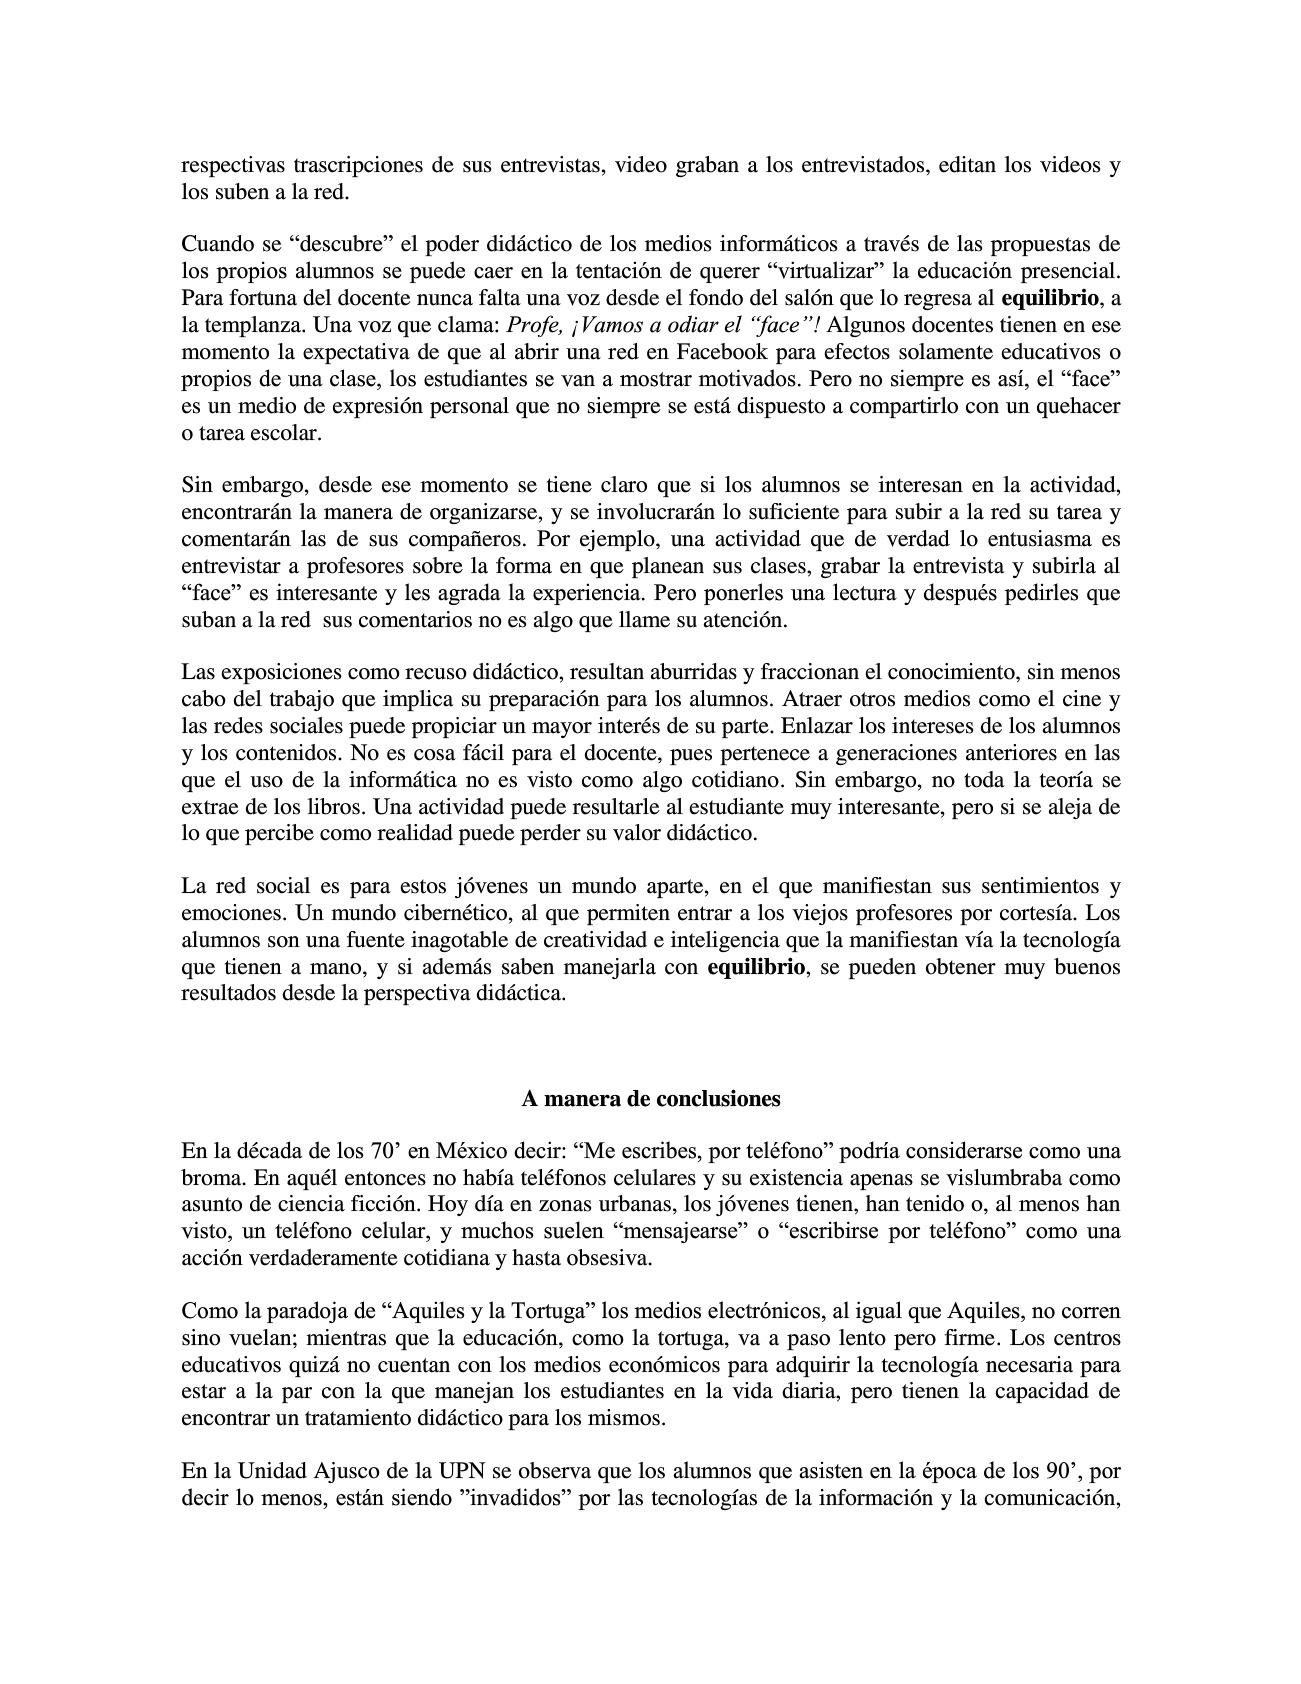 respectivas trascripciones de sus entrevistas, video graban a los entrevistados, editan los videos y
los suben a la red.
Cuando se “descubre” el poder didáctico de los medios informáticos a través de las propuestas de
los propios alumnos se puede caer en la tentación de querer “virtualizar” la educación presencial.
Para fortuna del docente nunca falta una voz desde el fondo del salón que lo regresa al equilibrio, a
la templanza. Una voz que clama: Profe, ¡Vamos a odiar el “face”! Algunos docentes tienen en ese
momento la expectativa de que al abrir una red en Facebook para efectos solamente educativos o
propios de una clase, los estudiantes se van a mostrar motivados. Pero no siempre es así, el “face”
es un medio de expresión personal que no siempre se está dispuesto a compartirlo con un quehacer
o tarea escolar.
Sin embargo, desde ese momento se tiene claro que si los alumnos se interesan en la actividad,
encontrarán la manera de organizarse, y se involucrarán lo suficiente para subir a la red su tarea y
comentarán las de sus compañeros. Por ejemplo, una actividad que de verdad lo entusiasma es
entrevistar a profesores sobre la forma en que planean sus clases, grabar la entrevista y subirla al
“face” es interesante y les agrada la experiencia. Pero ponerles una lectura y después pedirles que
suban a la red  sus comentarios no es algo que llame su atención.
Las exposiciones como recuso didáctico, resultan aburridas y fraccionan el conocimiento, sin menos
cabo del trabajo que implica su preparación para los alumnos. Atraer otros medios como el cine y
las redes sociales puede propiciar un mayor interés de su parte. Enlazar los intereses de los alumnos
y los contenidos. No es cosa fácil para el docente, pues pertenece a generaciones anteriores en las
que el uso de la informática no es visto como algo cotidiano. Sin embargo, no toda la teoría se
extrae de los libros. Una actividad puede resultarle al estudiante muy interesante, pero si se aleja de
lo que percibe como realidad puede perder su valor didáctico.
La red social es para estos jóvenes un mundo aparte, en el que manifiestan sus sentimientos y
emociones. Un mundo cibernético, al que permiten entrar a los viejos profesores por cortesía. Los
alumnos son una fuente inagotable de creatividad e inteligencia que la manifiestan vía la tecnología
que tienen a mano, y si además saben manejarla con equilibrio, se pueden obtener muy buenos
resultados desde la perspectiva didáctica.
A manera de conclusiones
En la década de los 70’ en México decir: “Me escribes, por teléfono” podría considerarse como una
broma. En aquél entonces no había teléfonos celulares y su existencia apenas se vislumbraba como
asunto de ciencia ficción. Hoy día en zonas urbanas, los jóvenes tienen, han tenido o, al menos han
visto, un teléfono celular, y muchos suelen “mensajearse” o “escribirse por teléfono” como una
acción verdaderamente cotidiana y hasta obsesiva.
Como la paradoja de “Aquiles y la Tortuga” los medios electrónicos, al igual que Aquiles, no corren
sino vuelan; mientras que la educación, como la tortuga, va a paso lento pero firme. Los centros
educativos quizá no cuentan con los medios económicos para adquirir la tecnología necesaria para
estar a la par con la que manejan los estudiantes en la vida diaria, pero tienen la capacidad de
encontrar un tratamiento didáctico para los mismos.
En la Unidad Ajusco de la UPN se observa que los alumnos que asisten en la época de los 90’, por
decir lo menos, están siendo ”invadidos” por las tecnologías de la información y la comunicación,